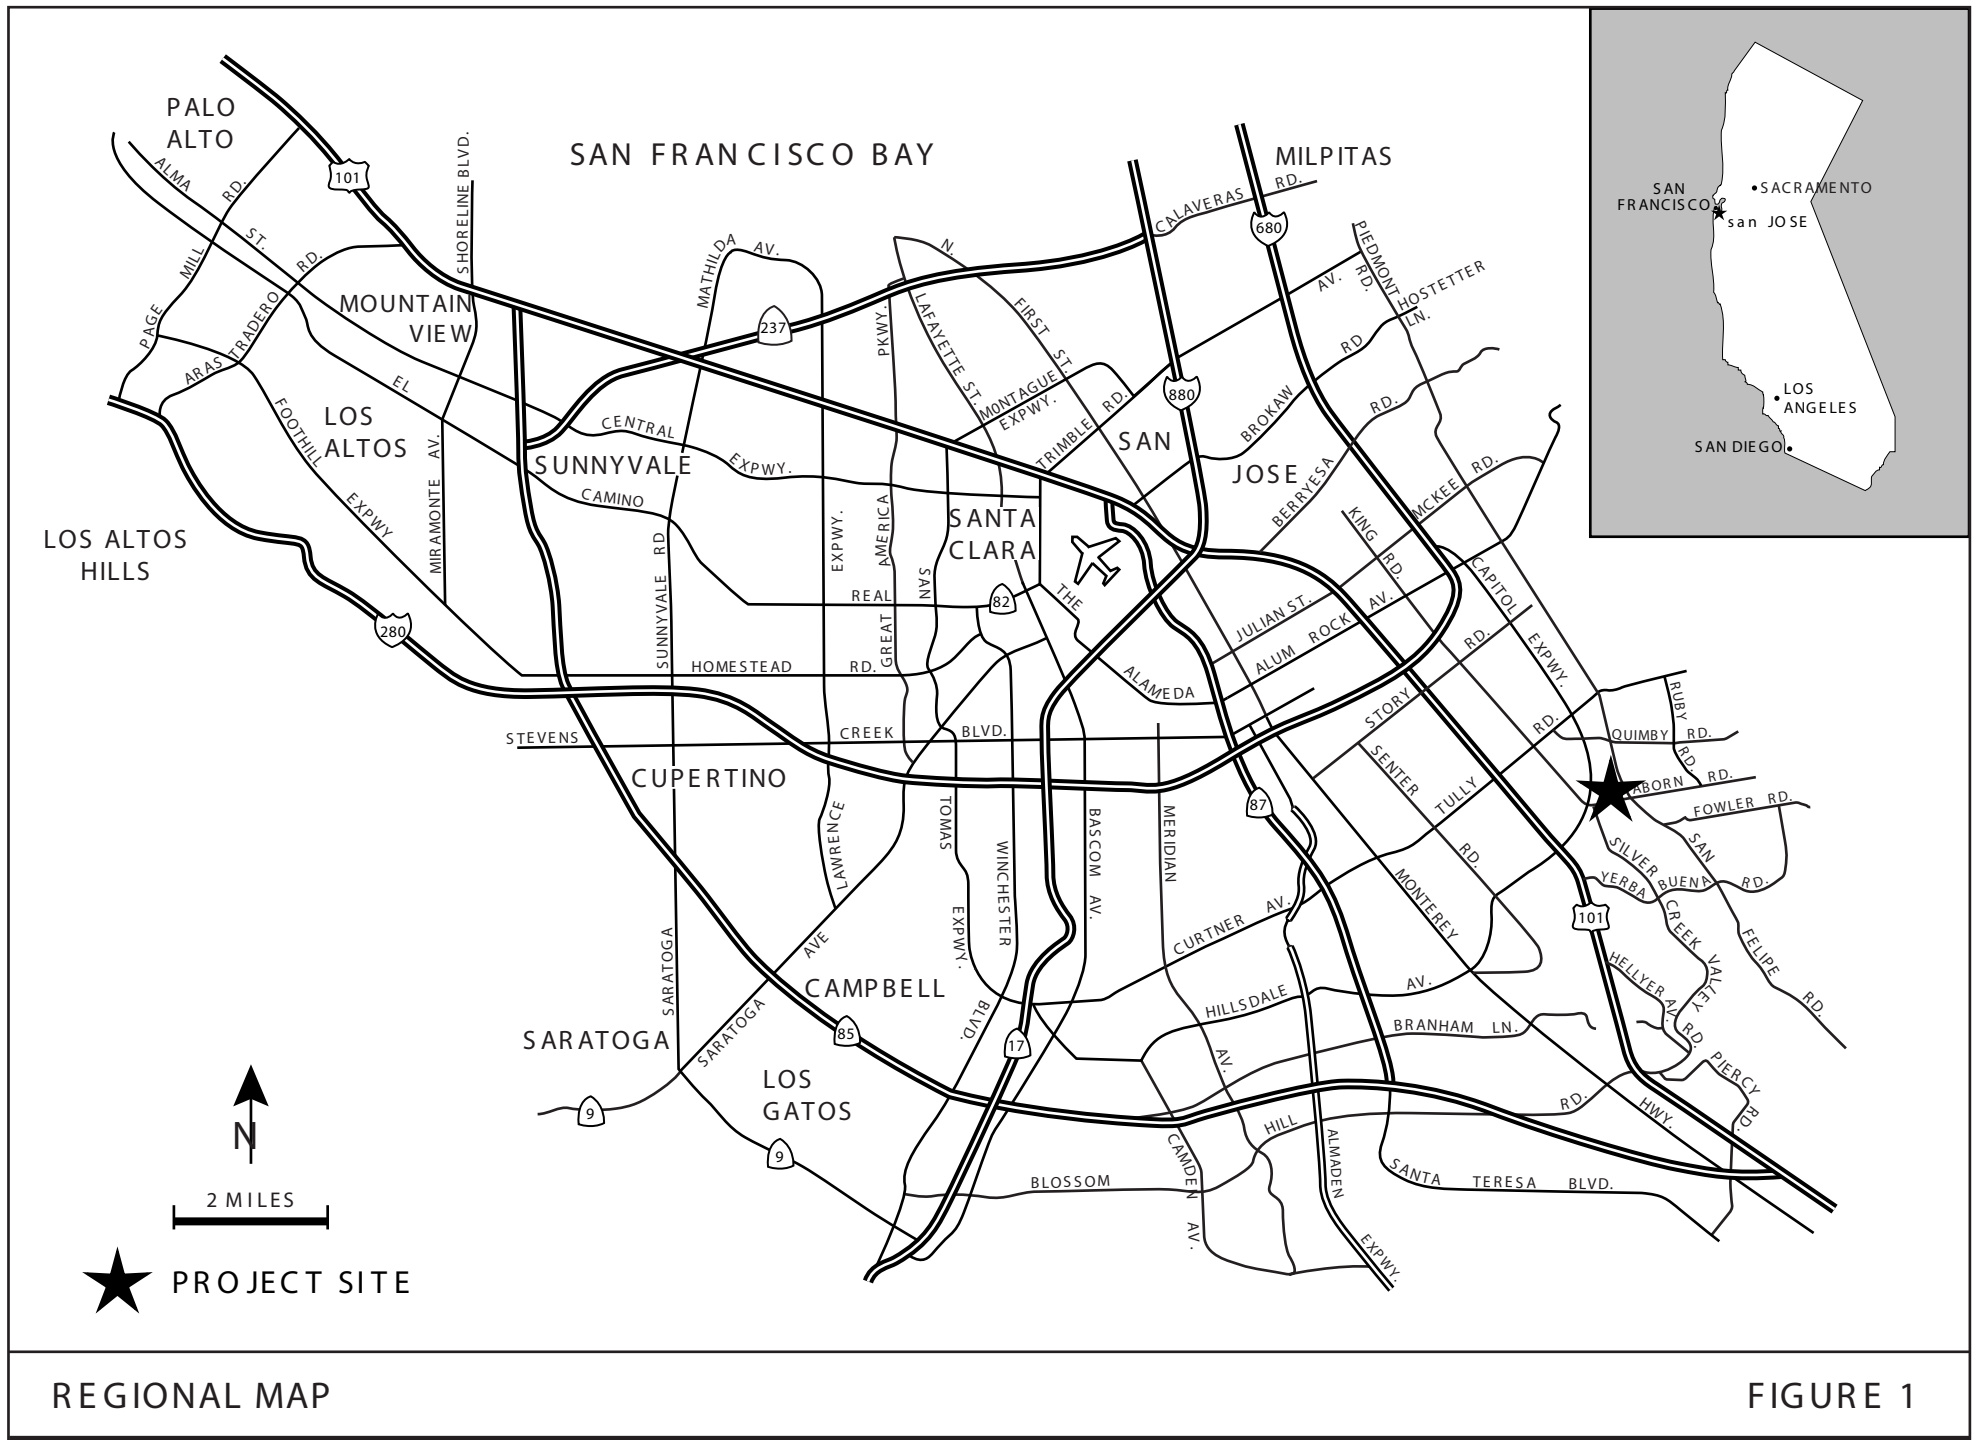 PALO
ALTO
SAN FRANCISCO BAY
MILPITAS
SAN
FRANCISCO
SACRAMENTO
san JOSE
LOS
ANGELES
SAN DIEGO
ALMA
ST.
PAGE
MILL
RD.
101
SHORELINE BLVD.
MATHILDA
AV.
N.
FIRST
ST.
CALAVERAS
RD.
680
PIEDMONT
RD.
HOSTETTER
LN.
ARASTRADERO
RD.
MOUNTAIN
VIEW
237
PKWY.
LAFAYETTE ST.
MONTAGUE
EXPWY.
TRIMBLE
RD.
880
AV.
BROKAW
RD
BERRYESA
RD.
EL
CAMINO
REAL
FOOTHILL
EXPWY
LOS
ALTOS
MIRAMONTE
AV.
CENTRAL
EXPWY.
SUNNYVALE
SAN
JOSE
SANTA
CLARA
KING
RD.
MCKEE
RD.
LOS ALTOS
HILLS
280
SUNNYVALE
RD
EXPWY.
AMERICA
GREAT
SAN
82
THE
ALAMEDA
JULIAN ST.
ALUM
ROCK
AV.
CAPITOL
EXPWY.
HOMESTEAD
RD.
STORY
RD.
STEVENS
CREEK
BLVD.
CUPERTINO
LAWRENCE
TOMAS
EXPWY.
WINCHESTER
BLVD.
BASCOM
AV.
MERIDIAN
AV.
87
SENTER
RD.
TULLY
RD.
RUBY
RD.
QUIMBY
RD.
ABORN
RD.
FOWLER
RD.
SILVER
CREEK
VALLEY
RD.
SAN
FELIPE
RD.
YERBA
BUENA
RD.
101
MONTEREY
HWY.
CURTNER
AV.
HELLYER
AV.
SARATOGA
SARATOGA
AVE
CAMPBELL
SARATOGA
85
17
HILLSDALE
AV.
BRANHAM
LN.
PIERCY
RD.
LOS
GATOS
9
9
BLOSSOM
HILL
RD.
CAMDEN
AV.
ALMADEN
EXPWY.
SANTA
TERESA
BLVD.
N
2 MILES
PROJECT SITE
REGIONAL MAP
FIGURE 1